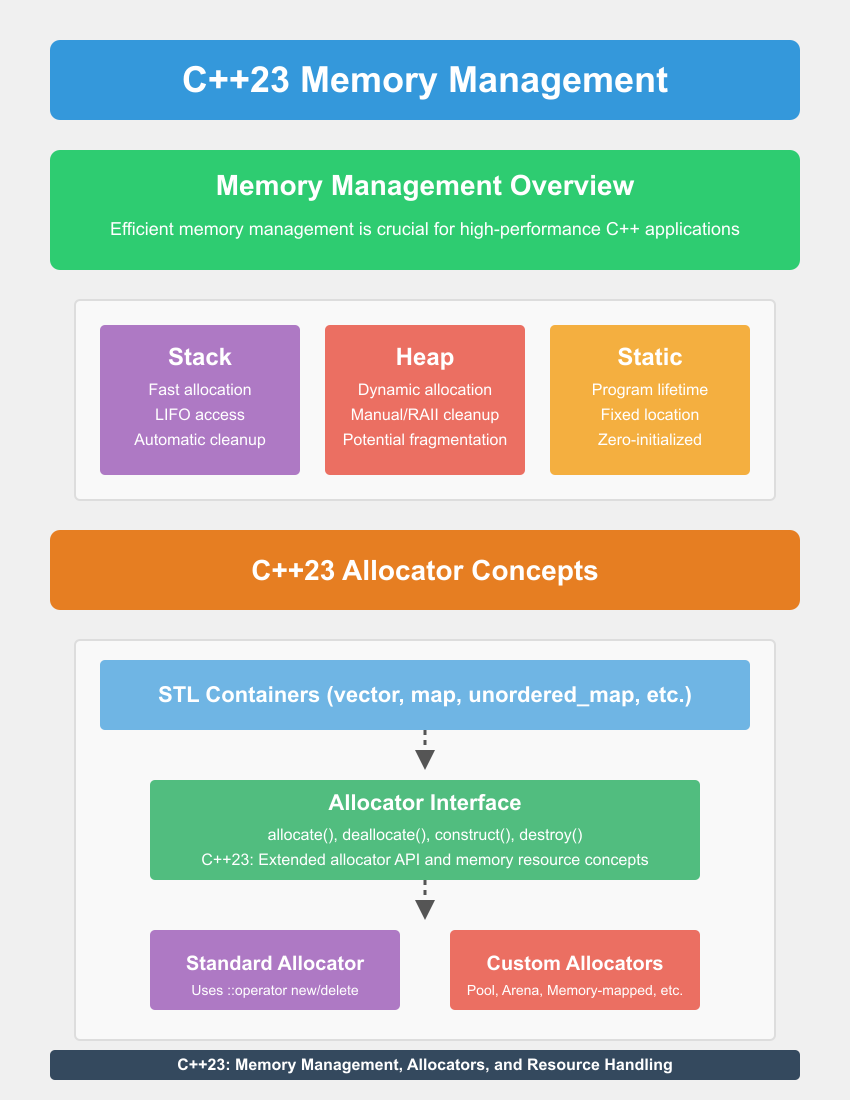 C++23 Memory Management
Memory Management Overview
Efficient memory management is crucial for high-performance C++ applications
Stack
Fast allocation
LIFO access
Automatic cleanup
Heap
Dynamic allocation
Manual/RAII cleanup
Potential fragmentation
Static
Program lifetime
Fixed location
Zero-initialized
C++23 Allocator Concepts
STL Containers (vector, map, unordered_map, etc.)
Allocator Interface
allocate(), deallocate(), construct(), destroy()
C++23: Extended allocator API and memory resource concepts
Standard Allocator
Uses ::operator new/delete
Custom Allocators
Pool, Arena, Memory-mapped, etc.
C++23: Memory Management, Allocators, and Resource Handling